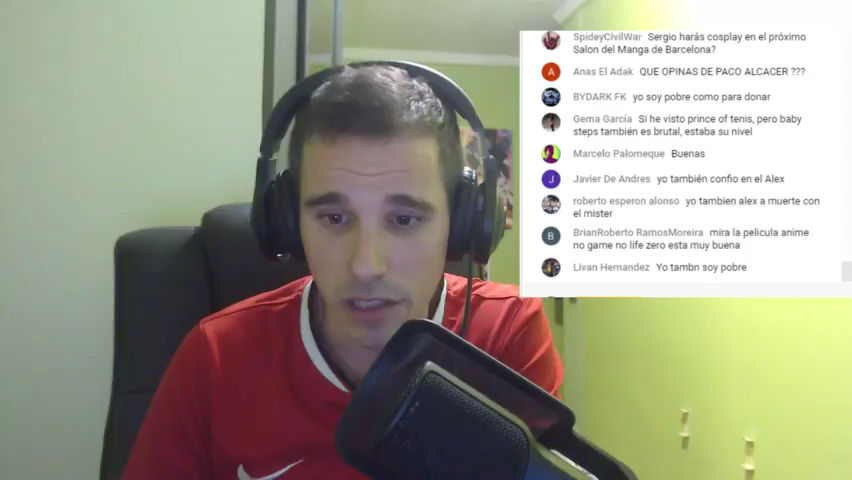 SpideyCivilWar Sergio harás cosplay en el próximo
Salon del Manga de Barcelona?
A Anas El Adak QUE OPINAS DE PACO ALCACER ???
BYDARK FK yo soy pobre como para donar
Gema García Si he visto prince of tenis, pero baby
steps también es brutal, estaba su nivel
Marcelo Palomeque Buenas
J Javier De Andres yo también confio en el Alex
roberto esperon alonso yo tambien alex a muerte con
el mister
B BrianRoberto RamosMoreira mira la pelicula anime
no game no life zero esta muy buena
Livan Hernandez Yo tambn soy pobre